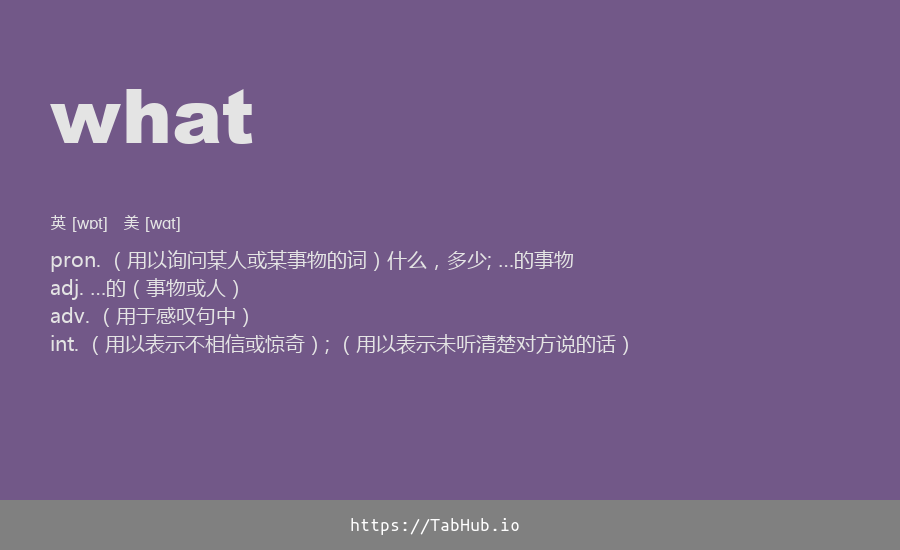 what
英 [wɒt] 美 [wɑt]
pron. （用以询问某人或某事物的词）什么，多少; ...的事物
adj. ...的（事物或人）
adv. （用于感叹句中）
int. （用以表示不相信或惊奇）; （用以表示未听清楚对方说的话）
https://TabHub.io